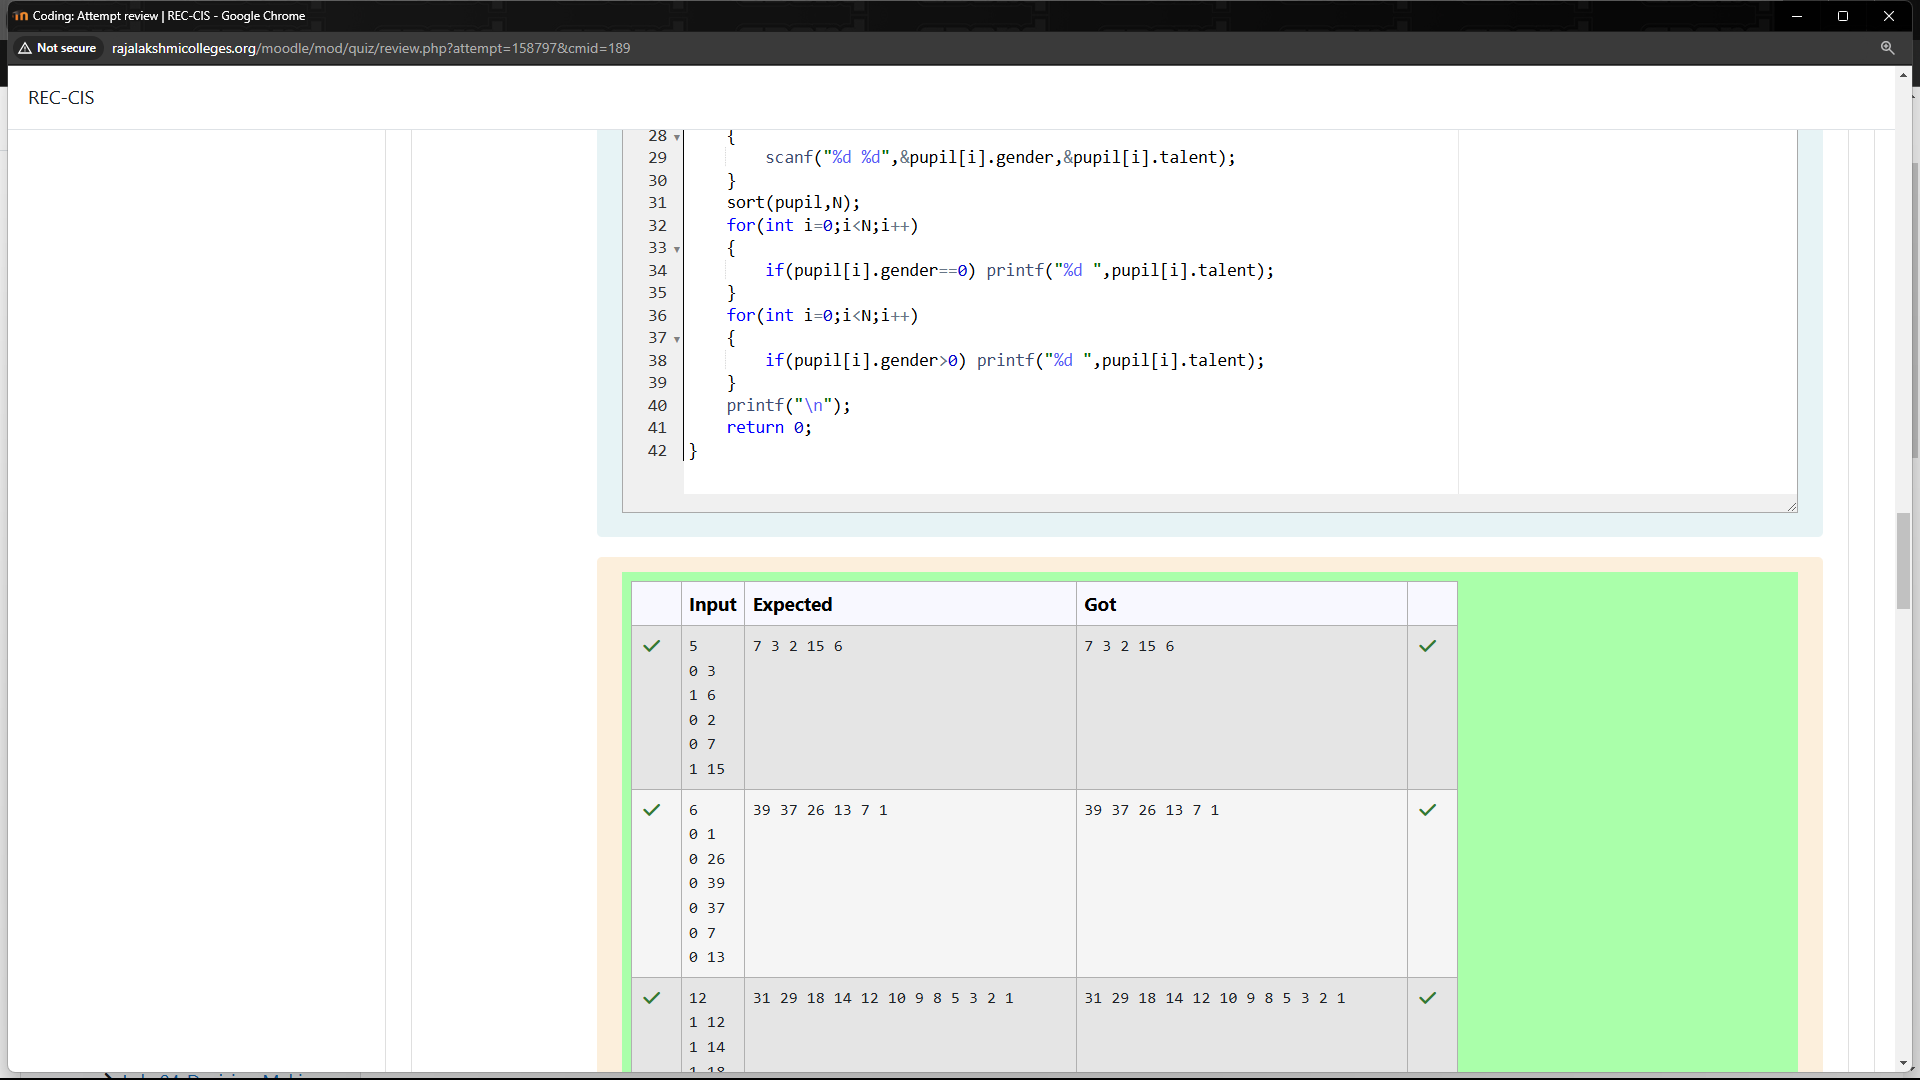 Coding: Attempt review | REC-CIS - Google Chrome
Not secure rajalakshmicolleges.org/moodle/mod/quiz/review.php?attempt=158797&cmid=189
REC-CIS
28 {
29 scanf("%d %d",&pupil[i].gender,&pupil[i].talent);
30 }
31 sort(pupil,N);
32 for(int i=0;i<N;i++)
33 {
34 if(pupil[i].gender==0) printf("%d ",pupil[i].talent);
35 }
36 for(int i=0;i<N;i++)
37 {
38 if(pupil[i].gender>0) printf("%d ",pupil[i].talent);
39 }
40 printf("\n");
41 return 0;
42 }
Input Expected Got
5 7 3 2 15 6 7 3 2 15 6
0 3
1 6
0 2
0 7
1 15
6 39 37 26 13 7 1 39 37 26 13 7 1
0 1
0 26
0 39
0 37
0 7
0 13
12 31 29 18 14 12 10 9 8 5 3 2 1 31 29 18 14 12 10 9 8 5 3 2 1
1 12
1 14
1 18